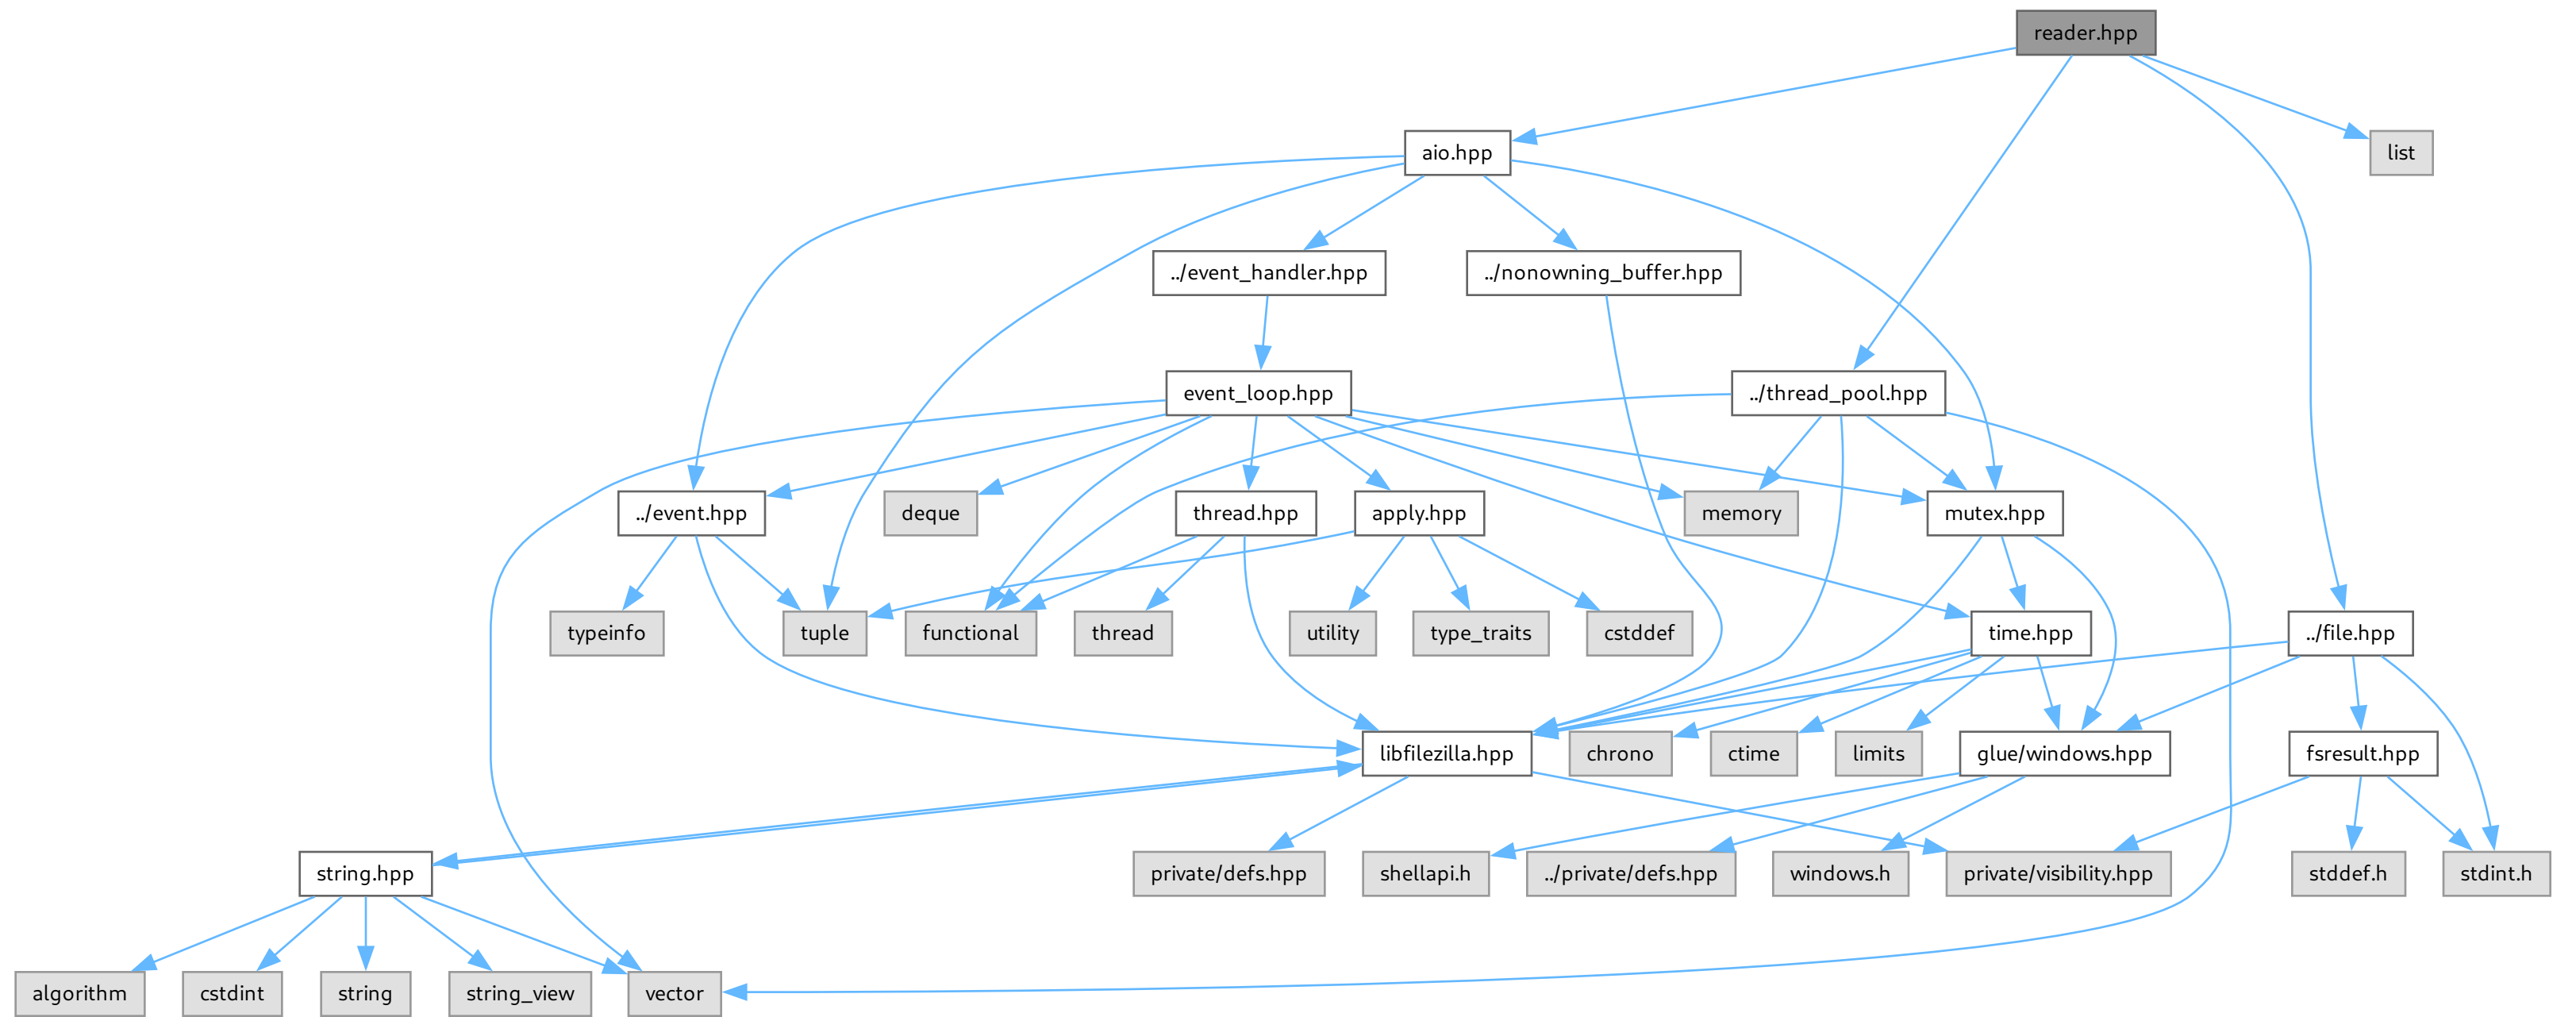 reader.hpp
aio.hpp
list
../event_handler.hpp
../nonowning_buffer.hpp
event_loop.hpp
../thread_pool.hpp
../event.hpp
deque
thread.hpp
apply.hpp
memory
mutex.hpp
typeinfo
tuple
functional
thread
utility
type_traits
cstddef
time.hpp
../file.hpp
libfilezilla.hpp
chrono
ctime
limits
glue/windows.hpp
fsresult.hpp
string.hpp
private/defs.hpp
shellapi.h
../private/defs.hpp
windows.h
private/visibility.hpp
stddef.h
stdint.h
algorithm
cstdint
string
string_view
vector